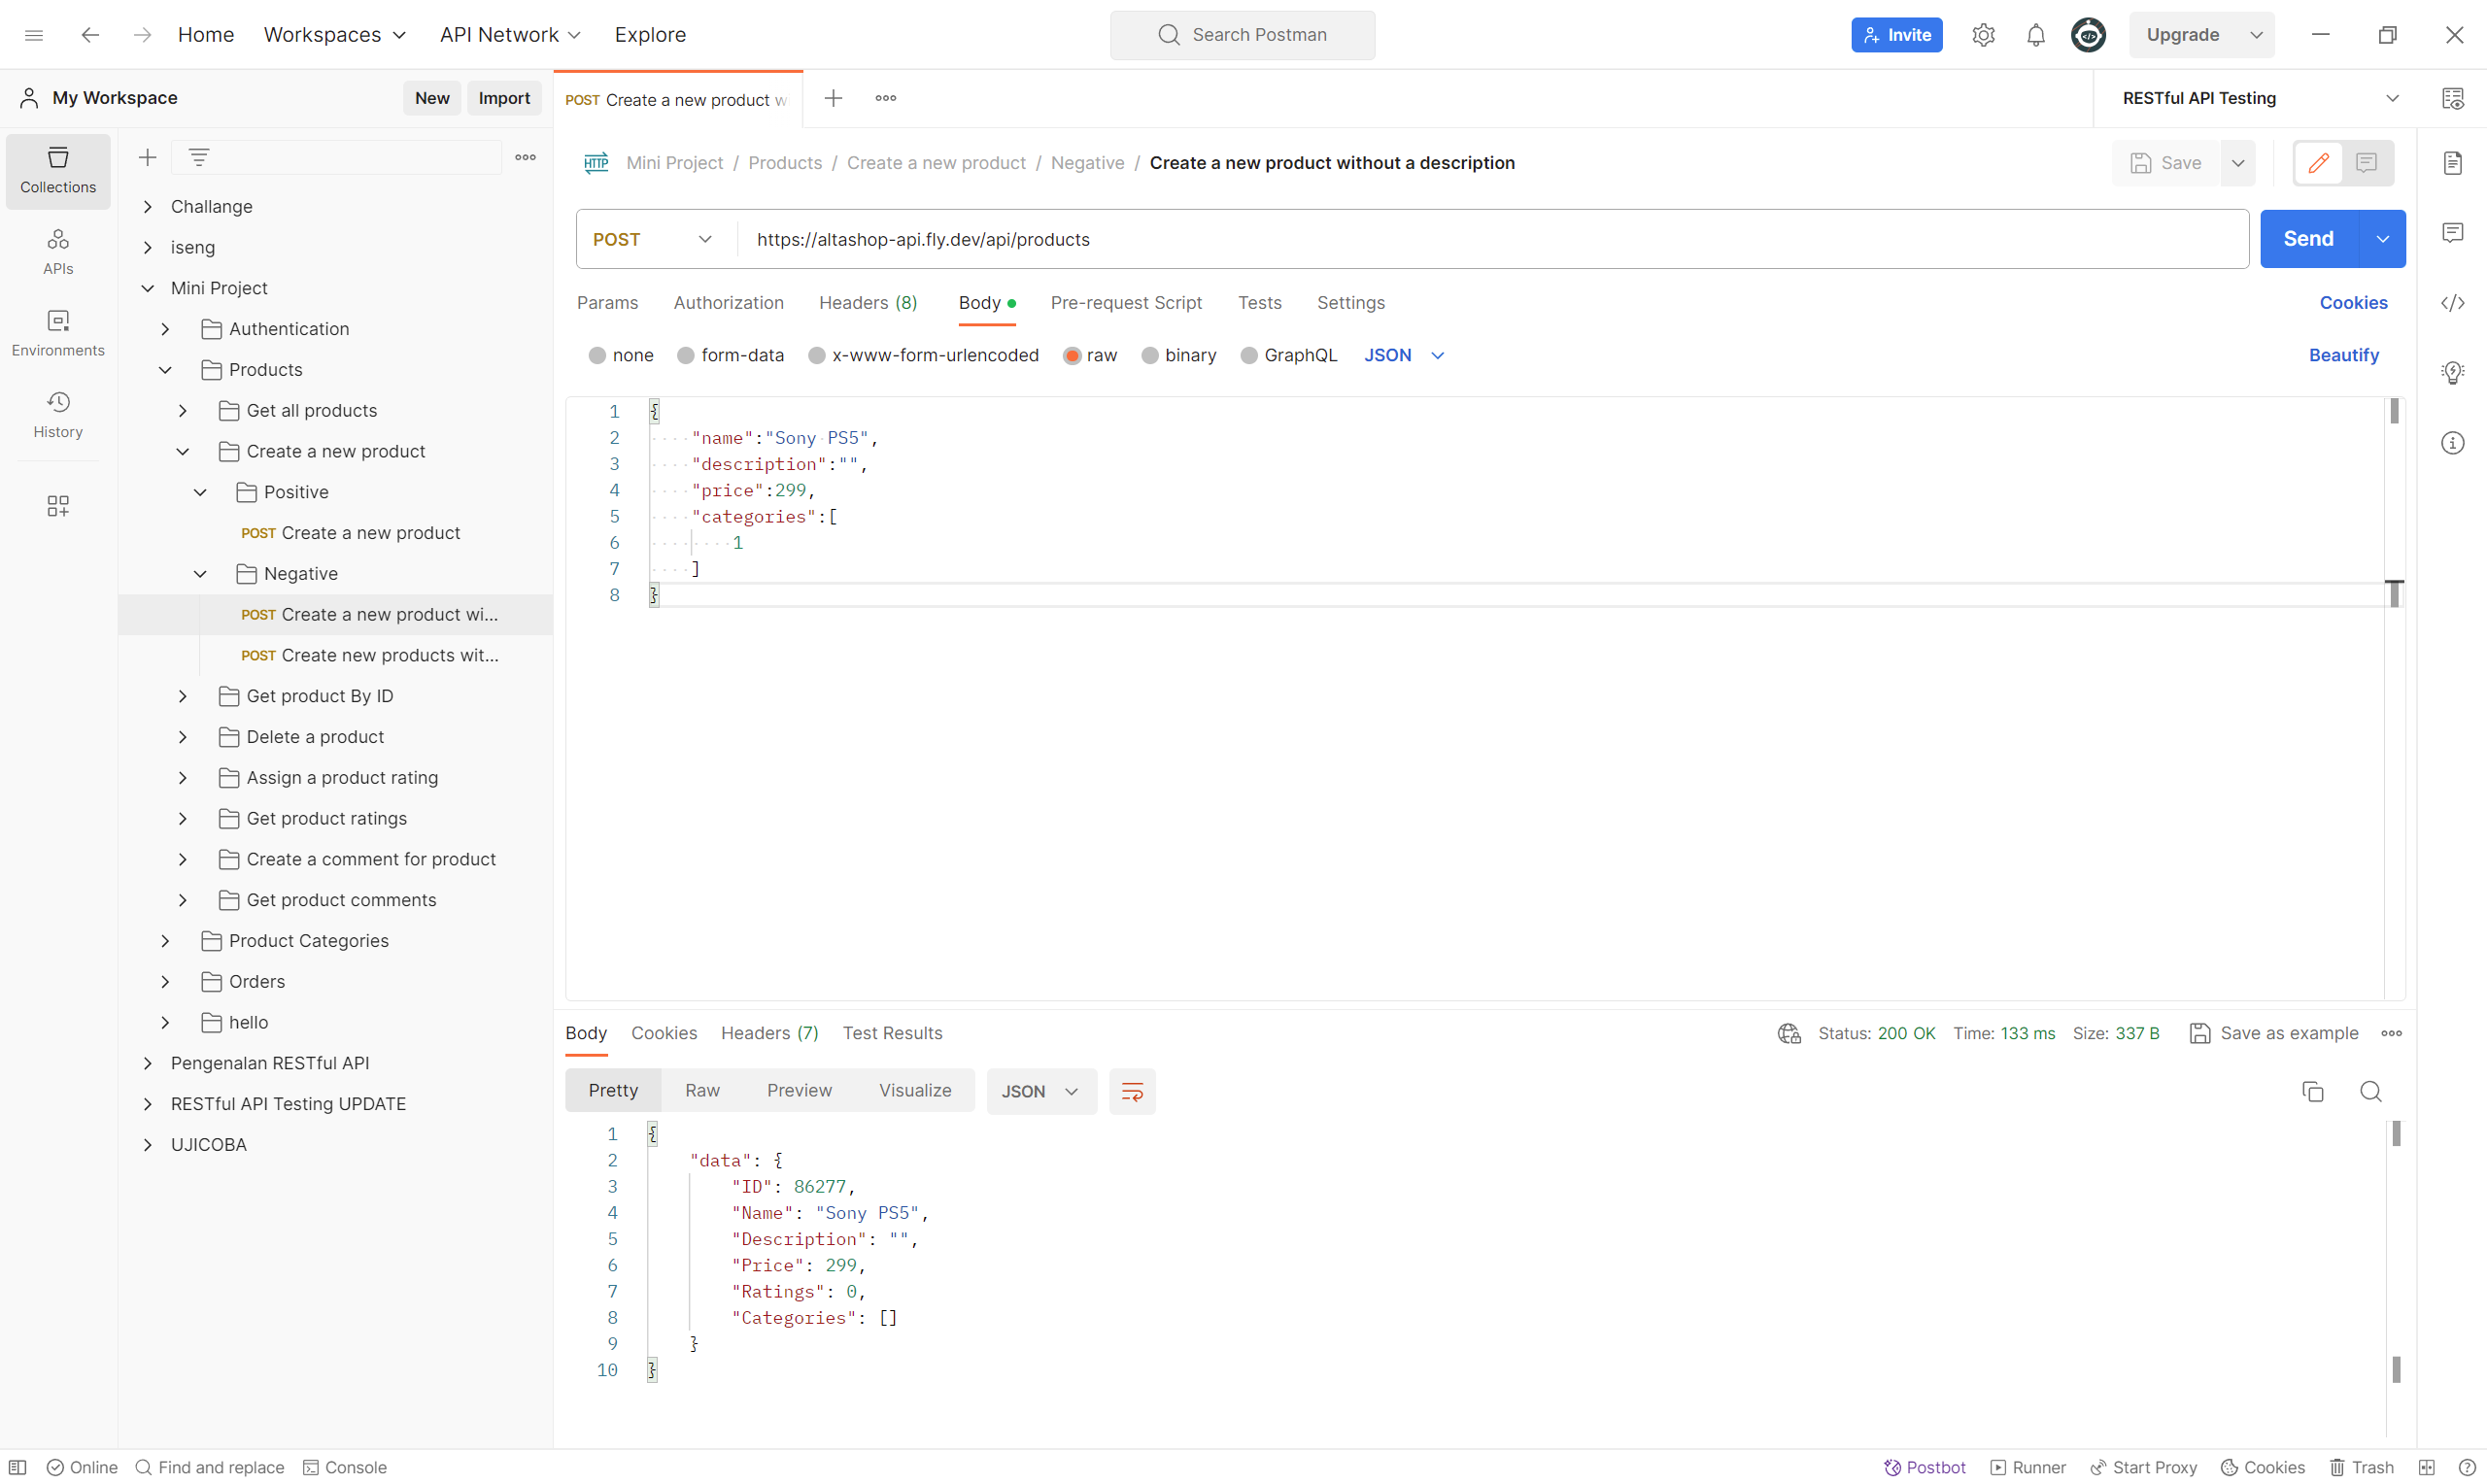 Home Workspaces API Network Explore Search Postman Invite Upgrade
My Workspace New Import POST Create a new product w RESTful API Testing
Collections
APIs
Environments
History
Challange
iseng
Mini Project
Authentication
Products
Get all products
Create a new product
Positive
POST Create a new product
Negative
POST Create a new product wi...
POST Create new products wit...
Get product By ID
Delete a product
Assign a product rating
Get product ratings
Create a comment for product
Get product comments
Product Categories
Orders
hello
Pengenalan RESTful API
RESTful API Testing UPDATE
UJICOBA
HTTP Mini Project / Products / Create a new product / Negative / Create a new product without a description Save
POST https://altashop-api.fly.dev/api/products Send
Params Authorization Headers (8) Body Pre-request Script Tests Settings Cookies
none form-data x-www-form-urlencoded raw binary GraphQL JSON Beautify
1 {
2 "name":"Sony PS5",
3 "description":"",
4 "price":299,
5 "categories":[
6 1
7 ]
8 }
Body Cookies Headers (7) Test Results Status: 200 OK Time: 133 ms Size: 337 B Save as example
Pretty Raw Preview Visualize JSON
1 {
2 "data": {
3 "ID": 86277,
4 "Name": "Sony PS5",
5 "Description": "",
6 "Price": 299,
7 "Ratings": 0,
8 "Categories": []
9 }
10 }
Online Find and replace Console Postbot Runner Start Proxy Cookies Trash